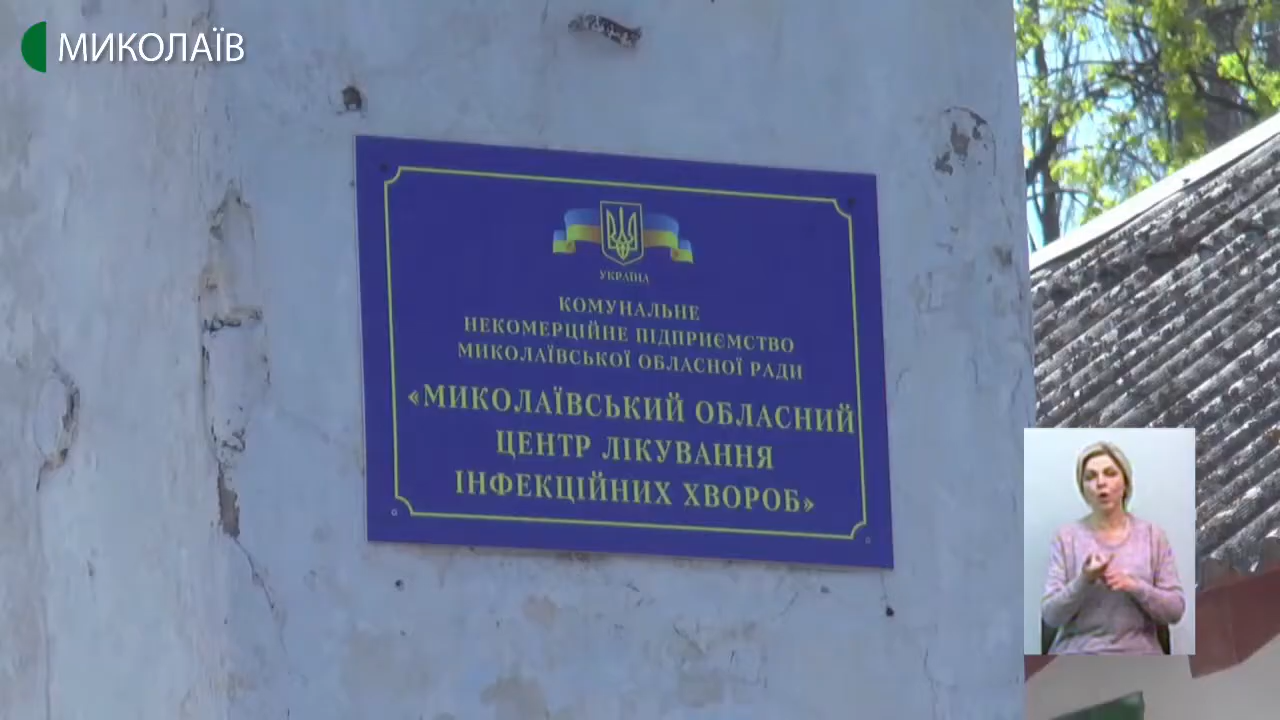 МИКОЛАЇВ
УКРАЇНА
КОМУНАЛЬНЕ
НЕКОМЕРЦІЙНЕ ПІДПРИЄМСТВО
МИКОЛАЇВСЬКОЇ ОБЛАСНОЇ РАДИ
«МИКОЛАЇВСЬКИЙ ОБЛАСНИЙ
ЦЕНТР ЛІКУВАННЯ
ІНФЕКЦІЙНИХ ХВОРОБ»